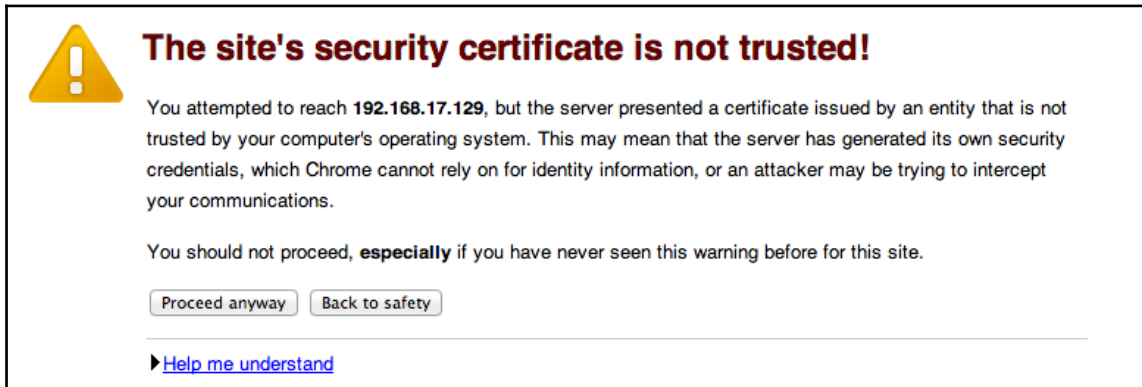 The site's security certificate is not trusted!
You attempted to reach 192.168.17.129, but the server presented a certificate issued by an entity that is not
trusted by your computer's operating system. This may mean that the server has generated its own security
credentials, which Chrome cannot rely on for identity information, or an attacker may be trying to intercept
your communications.
You should not proceed, especially if you have never seen this warning before for this site.
Proceed anyway Back to safety
Help me understand